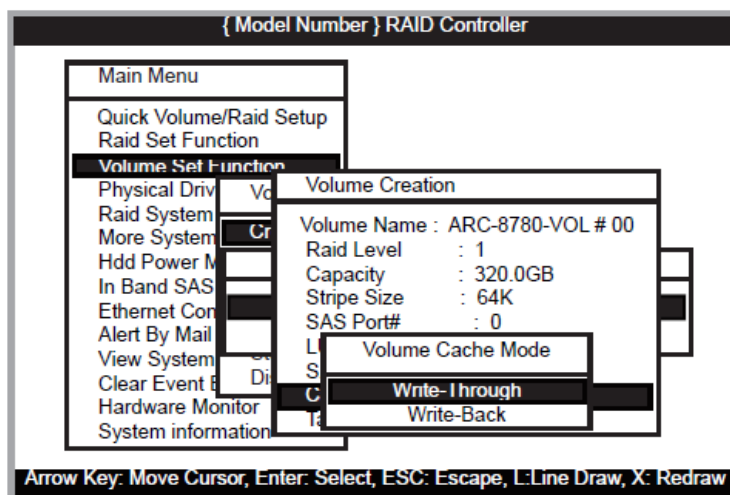 { Model Number } RAID Controller
Main Menu
Quick Volume/Raid Setup
Raid Set Function
Volume Set Function
Physical Driv
Raid System
More System
Hdd Power M
In Band SAS
Ethernet Con
Alert By Mail
View System
Clear Event
Hardware Monitor
System information
Vo
Cr
Di
Volume Creation
Volume Name : ARC-8780-VOL # 00
Raid Level : 1
Capacity : 320.0GB
Stripe Size : 64K
SAS Port# : 0
L
S
C
Ta
Volume Cache Mode
Write-Through
Write-Back
Arrow Key: Move Cursor, Enter: Select, ESC: Escape, L:Line Draw, X: Redraw